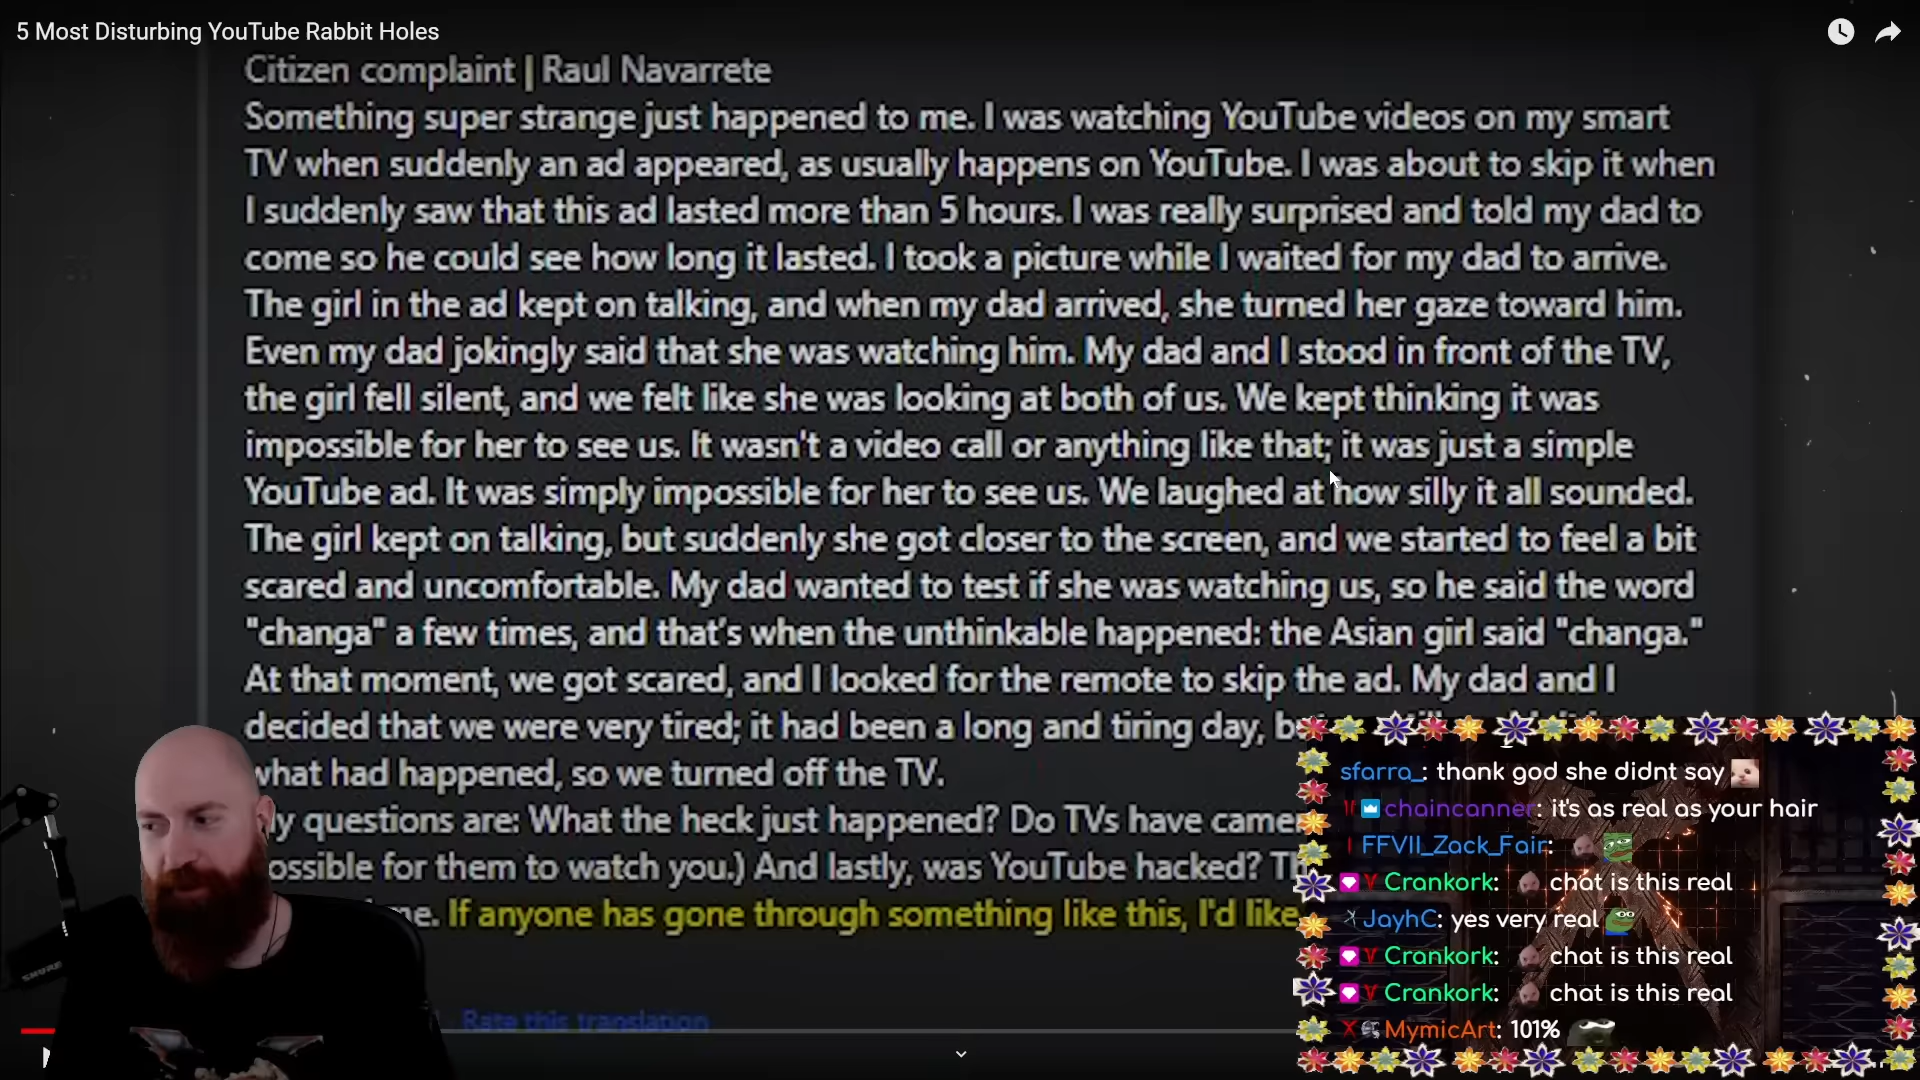 5 Most Disturbing YouTube Rabbit Holes
Citizen complaint | Raul Navarrete
Something super strange just happened to me. I was watching YouTube videos on my smart
TV when suddenly an ad appeared, as usually happens on YouTube. I was about to skip it when
I suddenly saw that this ad lasted more than 5 hours. I was really surprised and told my dad to
come so he could see how long it lasted. I took a picture while I waited for my dad to arrive.
The girl in the ad kept on talking, and when my dad arrived, she turned her gaze toward him.
Even my dad jokingly said that she was watching him. My dad and I stood in front of the TV,
the girl fell silent, and we felt like she was looking at both of us. We kept thinking it was
impossible for her to see us. It wasn't a video call or anything like that; it was just a simple
YouTube ad. It was simply impossible for her to see us. We laughed at how silly it all sounded.
The girl kept on talking, but suddenly she got closer to the screen, and we started to feel a bit
scared and uncomfortable. My dad wanted to test if she was watching us, so he said the word
"changa" a few times, and that's when the unthinkable happened: the Asian girl said "changa."
At that moment, we got scared, and I looked for the remote to skip the ad. My dad and I
decided that we were very tired; it had been a long and tiring day,
what had happened, so we turned off the TV.
questions are: What the heck just happened? Do TVs have
for them to watch you.) And lastly, was YouTube hacked?
If anyone has gone through something like this, I'd like
Rate this translation
SHURE
sfarra_: thank god she didnt say
chaincanner: it's as real as your hair
FFVII_Zack_Fair:
Crankork: chat is this real
JayhC: yes very real
Crankork: chat is this real
Crankork: chat is this real
MymicArt: 101%